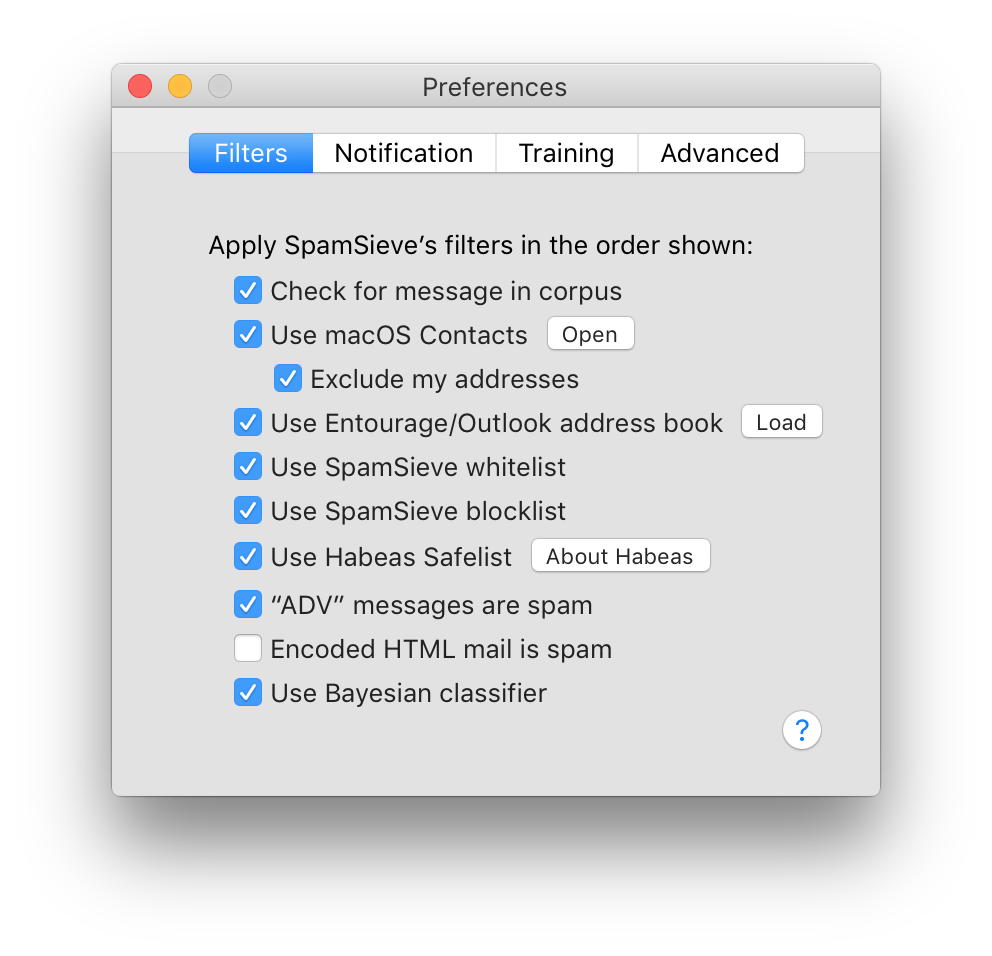 Preferences
Filters Notification Training Advanced
Apply SpamSieve’s filters in the order shown:
Check for message in corpus
Use macOS Contacts Open
Exclude my addresses
Use Entourage/Outlook address book Load
Use SpamSieve whitelist
Use SpamSieve blocklist
Use Habeas Safelist About Habeas
“ADV” messages are spam
Encoded HTML mail is spam
Use Bayesian classifier
?